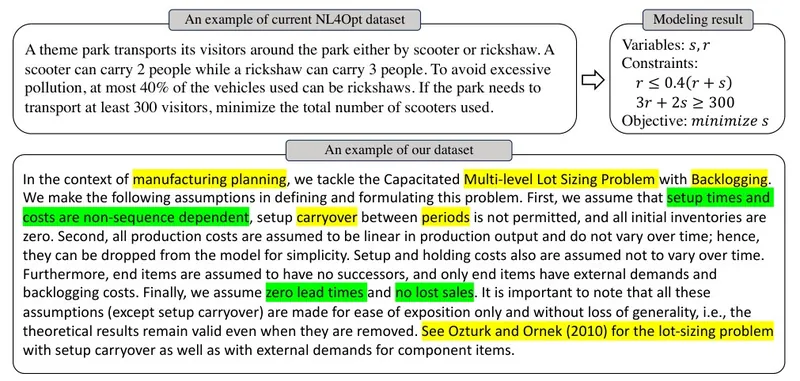 An example of current NL4Opt dataset
A theme park transports its visitors around the park either by scooter or rickshaw. A
scooter can carry 2 people while a rickshaw can carry 3 people. To avoid excessive
pollution, at most 40% of the vehicles used can be rickshaws. If the park needs to
transport at least 300 visitors, minimize the total number of scooters used.
Modeling result
Variables: s, r
Constraints:
r ≤ 0.4(r + s)
3r + 2s ≥ 300
Objective: minimize s
An example of our dataset
In the context of manufacturing planning, we tackle the Capacitated Multi-level Lot Sizing Problem with Backlogging.
We make the following assumptions in defining and formulating this problem. First, we assume that setup times and
costs are non-sequence dependent, setup carryover between periods is not permitted, and all initial inventories are
zero. Second, all production costs are assumed to be linear in production output and do not vary over time; hence,
they can be dropped from the model for simplicity. Setup and holding costs also are assumed not to vary over time.
Furthermore, end items are assumed to have no successors, and only end items have external demands and
backlogging costs. Finally, we assume zero lead times and no lost sales. It is important to note that all these
assumptions (except setup carryover) are made for ease of exposition only and without loss of generality, i.e., the
theoretical results remain valid even when they are removed. See Ozturk and Ornek (2010) for the lot-sizing problem
with setup carryover as well as with external demands for component items.